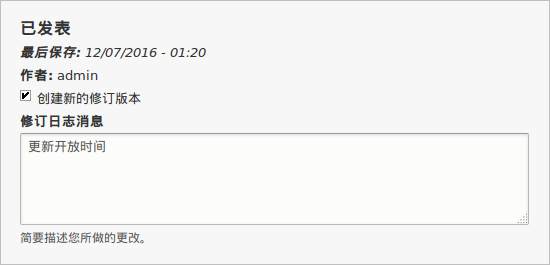 已发表
最后保存: 12/07/2016 - 01:20
作者: admin
创建新的修订版本
修订日志消息
更新开放时间
简要描述您所做的更改。